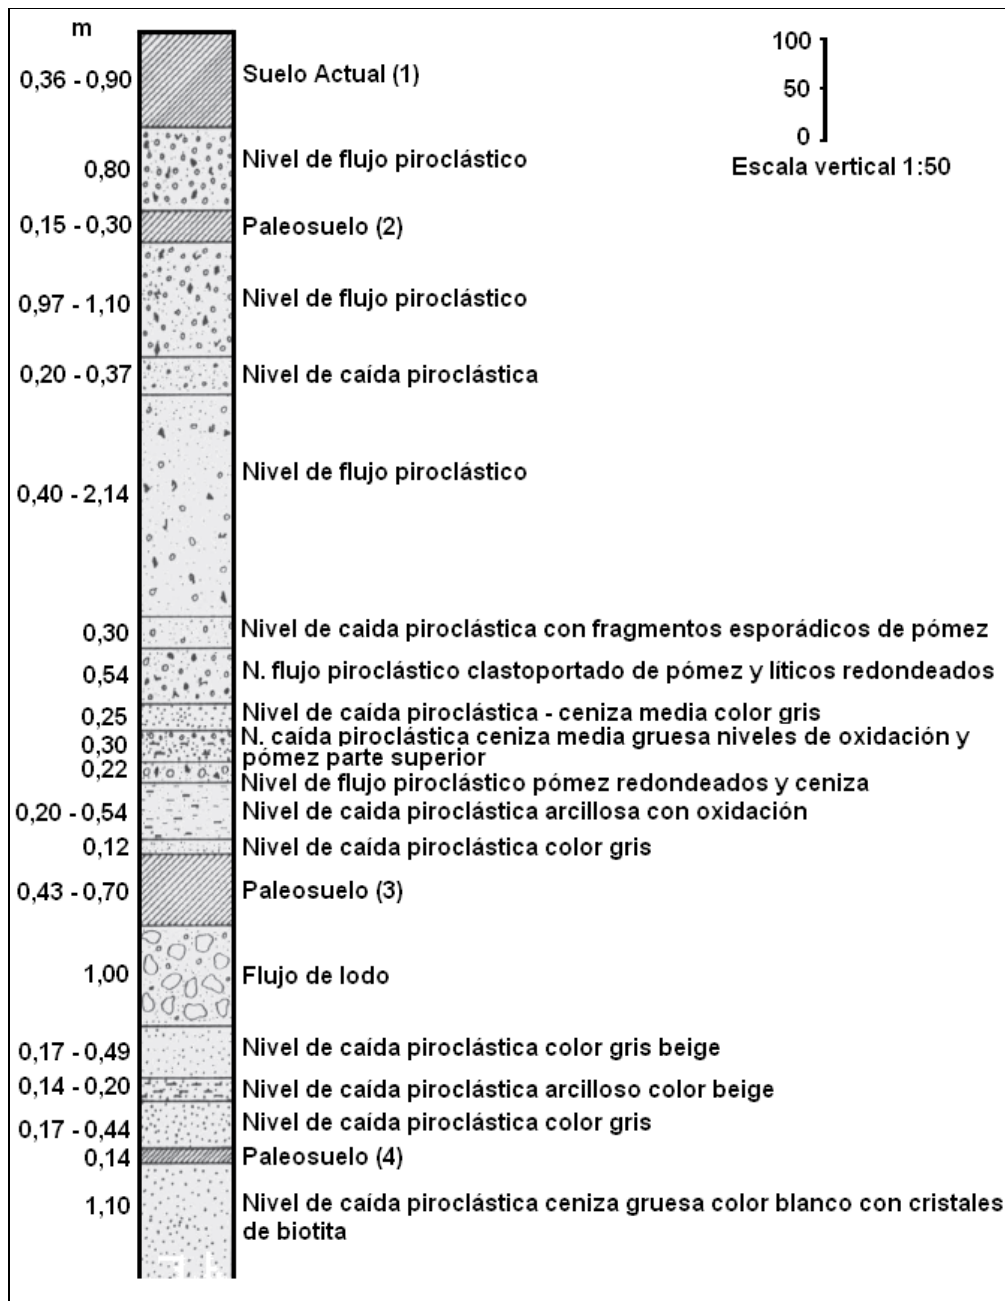 m
100
50
0
Escala vertical 1:50
0,36 - 0,90 Suelo Actual (1)
0,80 Nivel de flujo piroclástico
0,15 - 0,30 Paleosuelo (2)
0,97 - 1,10 Nivel de flujo piroclástico
0,20 - 0,37 Nivel de caída piroclástica
0,40 - 2,14 Nivel de flujo piroclástico
0,30 Nivel de caida piroclástica con fragmentos esporádicos de pómez
0,54 N. flujo piroclástico clastoportado de pómez y líticos redondeados
0,25 Nivel de caída piroclástica - ceniza media color gris
0,30 N. caída piroclástica ceniza media gruesa niveles de oxidación y
pómez parte superior
0,22 Nivel de flujo piroclástico pómez redondeados y ceniza
0,20 - 0,54 Nivel de caida piroclástica arcillosa con oxidación
0,12 Nivel de caída piroclástica color gris
0,43 - 0,70 Paleosuelo (3)
1,00 Flujo de lodo
0,17 - 0,49 Nivel de caída piroclástica color gris beige
0,14 - 0,20 Nivel de caída piroclástica arcilloso color beige
0,17 - 0,44 Nivel de caída piroclástica color gris
0,14 Paleosuelo (4)
1,10 Nivel de caída piroclástica ceniza gruesa color blanco con cristales
de biotita